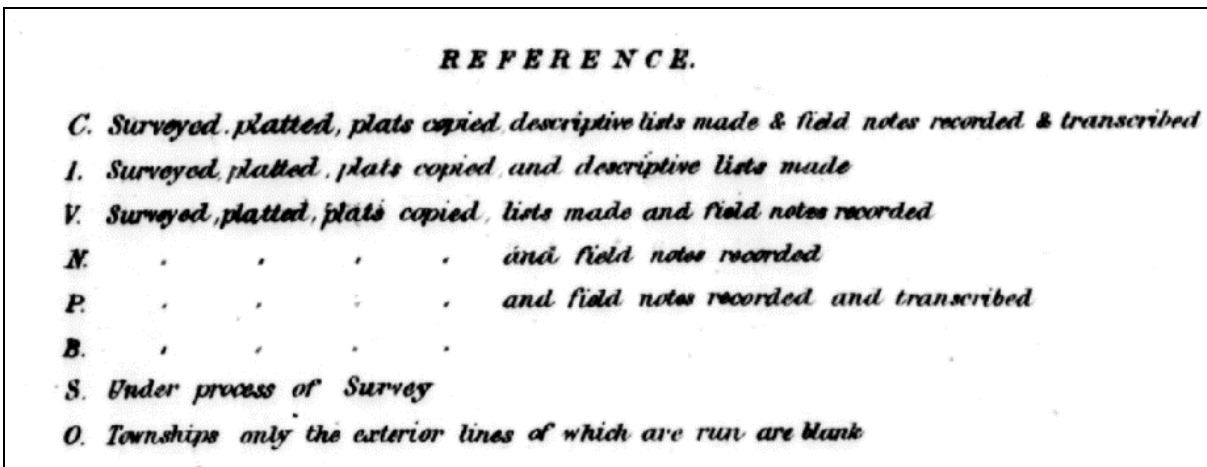 REFERENCE.
C. Surveyed, platted, plats copied, descriptive lists made & field notes recorded & transcribed
I. Surveyed, platted, plats copied, and descriptive lists made
V. Surveyed, platted, plats copied, lists made and field notes recorded
N. . . . . and field notes recorded
P. . . . . and field notes recorded and transcribed
B. . . . .
S. Under process of Survey
O. Townships only the exterior lines of which are run are blank